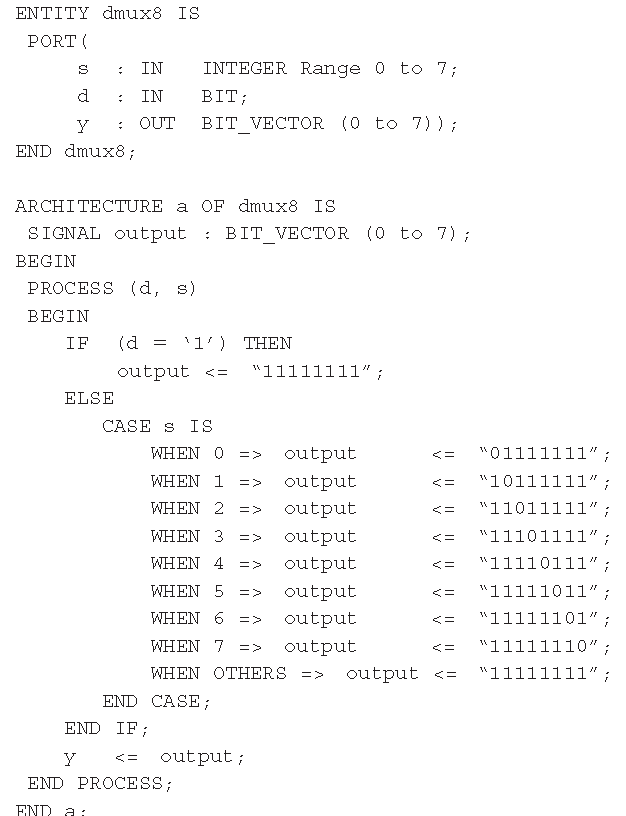 ENTITY dmux8 IS
PORT(
s : IN INTEGER Range 0 to 7;
d : IN BIT;
y : OUT BIT_VECTOR (0 to 7));
END dmux8;
ARCHITECTURE a OF dmux8 IS
SIGNAL output : BIT_VECTOR (0 to 7);
BEGIN
PROCESS (d, s)
BEGIN
IF (d = ‘1’) THEN
output <= “11111111”;
ELSE
CASE s IS
WHEN 0 => output <= “01111111”;
WHEN 1 => output <= “10111111”;
WHEN 2 => output <= “11011111”;
WHEN 3 => output <= “11101111”;
WHEN 4 => output <= “11110111”;
WHEN 5 => output <= “11111011”;
WHEN 6 => output <= “11111101”;
WHEN 7 => output <= “11111110”;
WHEN OTHERS => output <= “11111111”;
END CASE;
END IF;
y <= output;
END PROCESS;
END a;